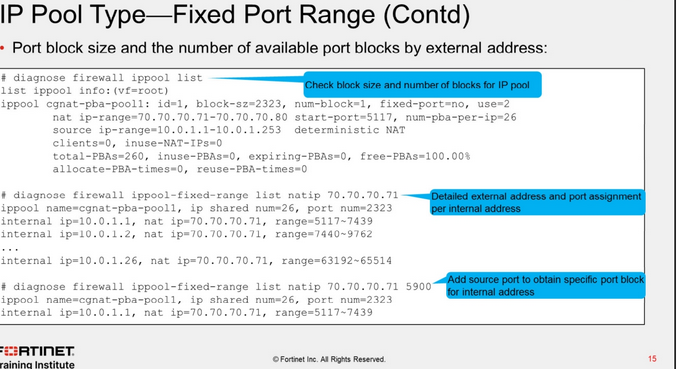 IP Pool Type—Fixed Port Range (Contd)
• Port block size and the number of available port blocks by external address:
# diagnose firewall ippool list
list ippool info:(vf=root)
ippool cgnat-pba-pool1: id=1, block-sz=2323, num-block=1, fixed-port=no, use=2
nat ip-range=70.70.70.71-70.70.70.80 start-port=5117, num-pba-per-ip=26
source ip-range=10.0.1.1-10.0.1.253 deterministic NAT
clients=0, inuse-NAT-IPs=0
total-PBAs=260, inuse-PBAs=0, expiring-PBAs=0, free-PBAs=100.00%
allocate-PBA-times=0, reuse-PBA-times=0
Check block size and number of blocks for IP pool
# diagnose firewall ippool-fixed-range list natip 70.70.70.71
ippool name=cgnat-pba-pool1, ip shared num=26, port num=2323
internal ip=10.0.1.1, nat ip=70.70.70.71, range=5117~7439
internal ip=10.0.1.2, nat ip=70.70.70.71, range=7440~9762
...
internal ip=10.0.1.26, nat ip=70.70.70.71, range=63192~65514
Detailed external address and port assignment
per internal address
# diagnose firewall ippool-fixed-range list natip 70.70.70.71 5900
ippool name=cgnat-pba-pool1, ip shared num=26, port num=2323
internal ip=10.0.1.1, nat ip=70.70.70.71, range=5117~7439
Add source port to obtain specific port block
for internal address
FORTINET
raining Institute
© Fortinet Inc. All Rights Reserved.
15